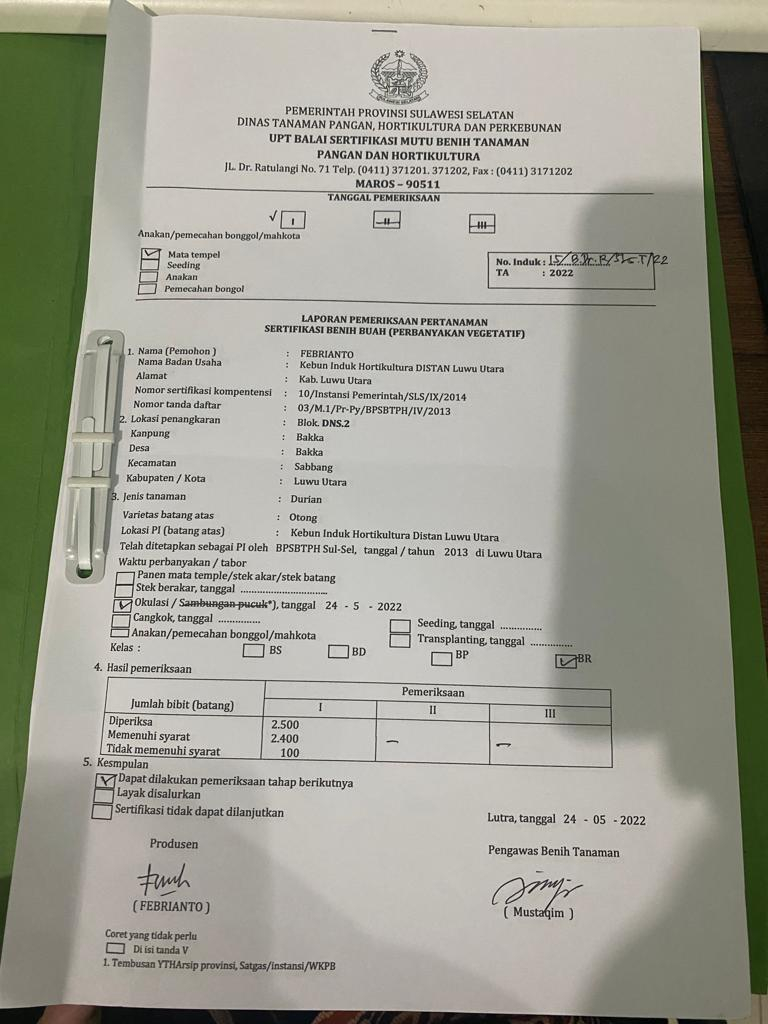 SULAWESI SELATAN
PEMERINTAH PROVINSI SULAWESI SELATAN
DINAS TANAMAN PANGAN, HORTIKULTURA DAN PERKEBUNAN
UPT BALAI SERTIFIKASI MUTU BENIH TANAMAN
PANGAN DAN HORTIKULTURA
JL. Dr. Ratulangi No. 71 Telp. (0411) 371201. 371202, Fax : (0411) 3171202
MAROS – 90511
TANGGAL PEMERIKSAAN
√ I II III
Anakan/pemecahan bonggol/mahkota
Mata tempel
Seeding
Anakan
Pemecahan bongol
No. Induk :
TA : 2022
LAPORAN PEMERIKSAAN PERTANAMAN
SERTIFIKASI BENIH BUAH (PERBANYAKAN VEGETATIF)
1. Nama (Pemohon ) : FEBRIANTO
Nama Badan Usaha : Kebun Induk Hortikultura DISTAN Luwu Utara
Alamat : Kab. Luwu Utara
Nomor sertifikasi kompentensi : 10/Instansi Pemerintah/SLS/IX/2014
Nomor tanda daftar : 03/M.1/Pr-Py/BPSBTPH/IV/2013
2. Lokasi penangkaran : Blok. DNS.2
Kanpung : Bakka
Desa : Bakka
Kecamatan : Sabbang
Kabupaten / Kota : Luwu Utara
3. Jenis tanaman : Durian
Varietas batang atas : Otong
Lokasi PI (batang atas) : Kebun Induk Hortikultura Distan Luwu Utara
Telah ditetapkan sebagai PI oleh BPSBTPH Sul-Sel, tanggal / tahun 2013 di Luwu Utara
Waktu perbanyakan / tabor
Panen mata temple/stek akar/stek batang
Stek berakar, tanggal ..............................
Okulasi / Sambungan pucuk*), tanggal 24 - 5 - 2022
Cangkok, tanggal .............. Seeding, tanggal ..............
Anakan/pemecahan bonggol/mahkota Transplanting, tanggal ..............
Kelas : BS BD BP BR
4. Hasil pemeriksaan
Jumlah bibit (batang) Pemeriksaan
I II III
Diperiksa 2.500
Memenuhi syarat 2.400 – –
Tidak memenuhi syarat 100
5. Kesmpulan
Dapat dilakukan pemeriksaan tahap berikutnya
Layak disalurkan
Sertifikasi tidak dapat dilanjutkan
Lutra, tanggal 24 - 05 - 2022
Produsen Pengawas Benih Tanaman
( FEBRIANTO ) ( Mustaqim )
Coret yang tidak perlu
Di isi tanda V
1. Tembusan YTHArsip provinsi, Satgas/instansi/WKPB